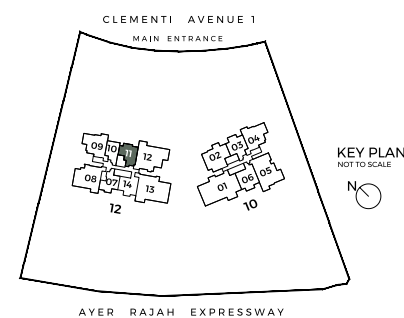 CLEMENTI AVENUE 1
MAIN ENTRANCE
09 10 11 12
08 07 14 13
12
02 03 04
01 06 05
10
KEY PLAN
NOT TO SCALE
N
AYER RAJAH EXPRESSWAY